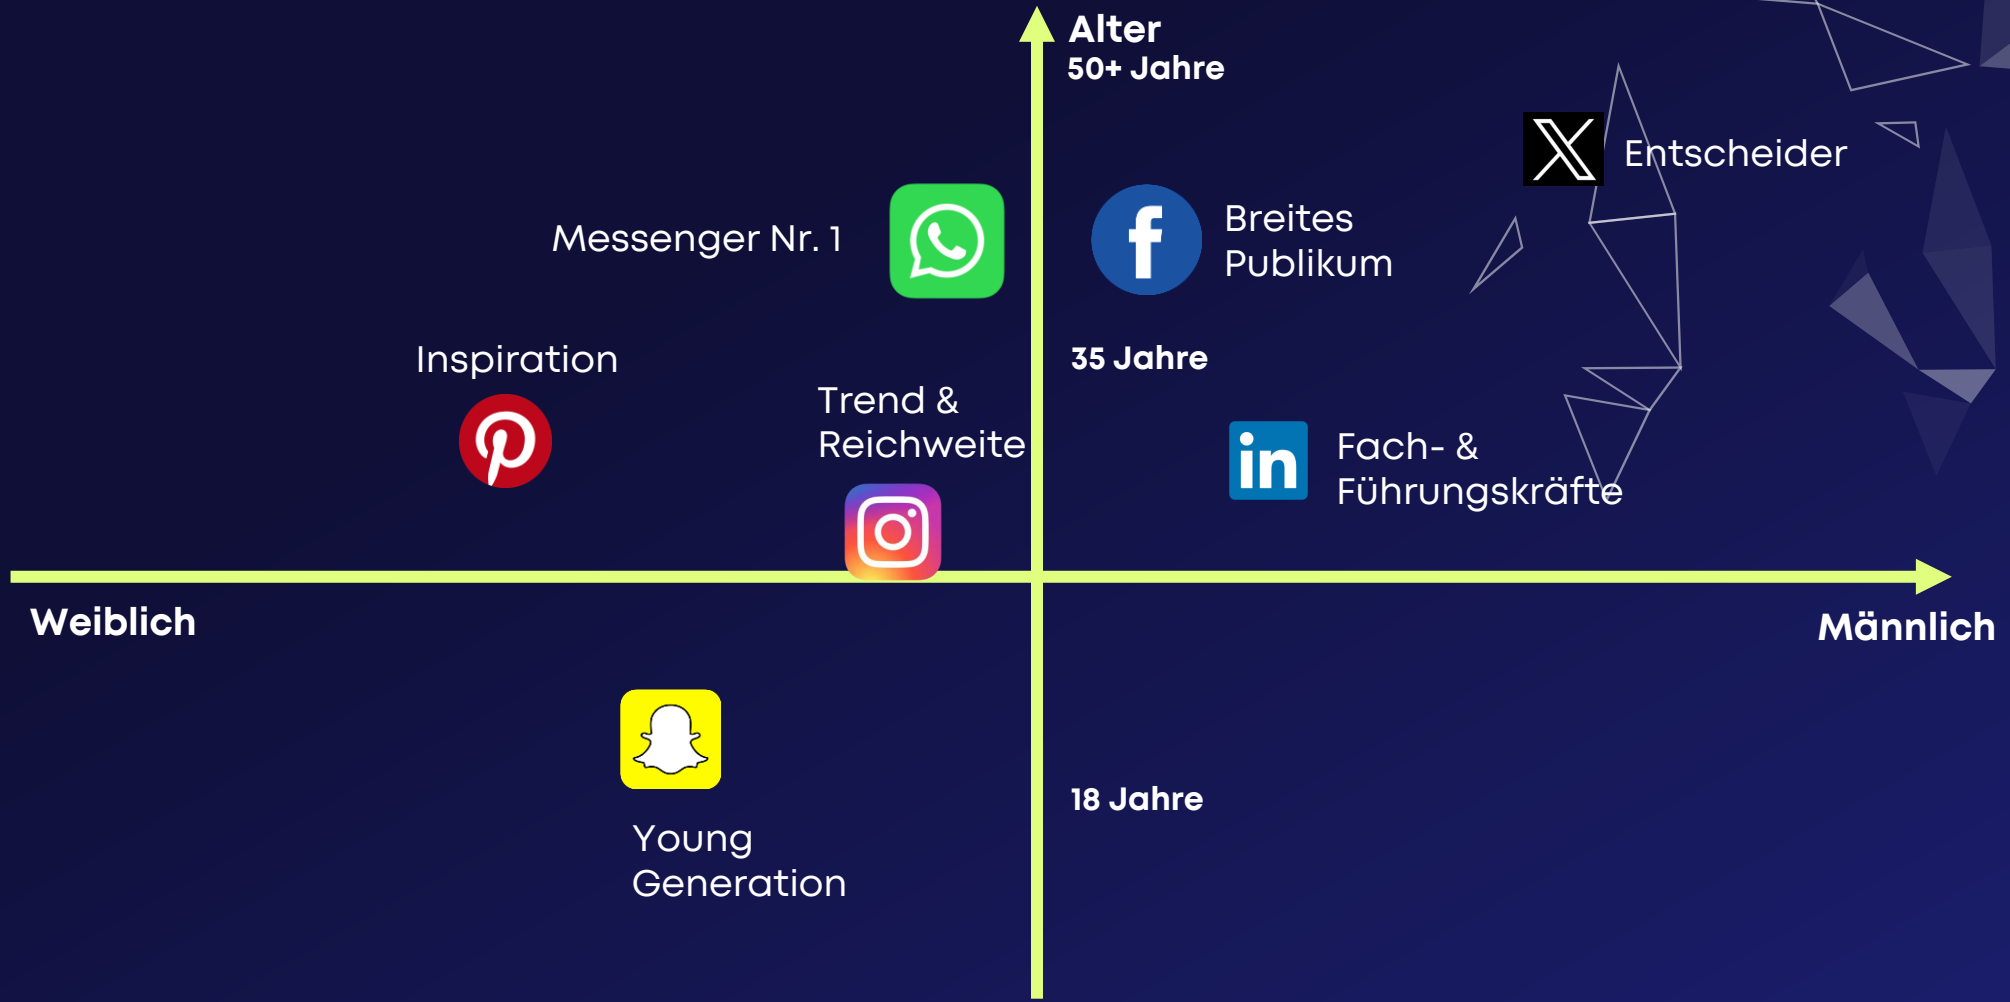 Alter
50+ Jahre
Entscheider
Messenger Nr. 1
Breites
Publikum
Inspiration
35 Jahre
Trend &
Reichweite
Fach- &
Führungskräfte
Weiblich
Männlich
18 Jahre
Young
Generation